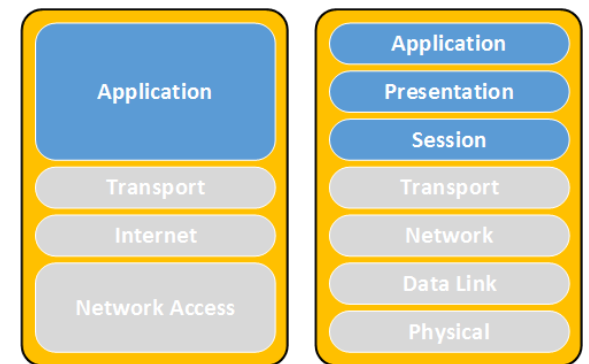 Application
Transport
Internet
Network Access
Application
Presentation
Session
Transport
Network
Data Link
Physical